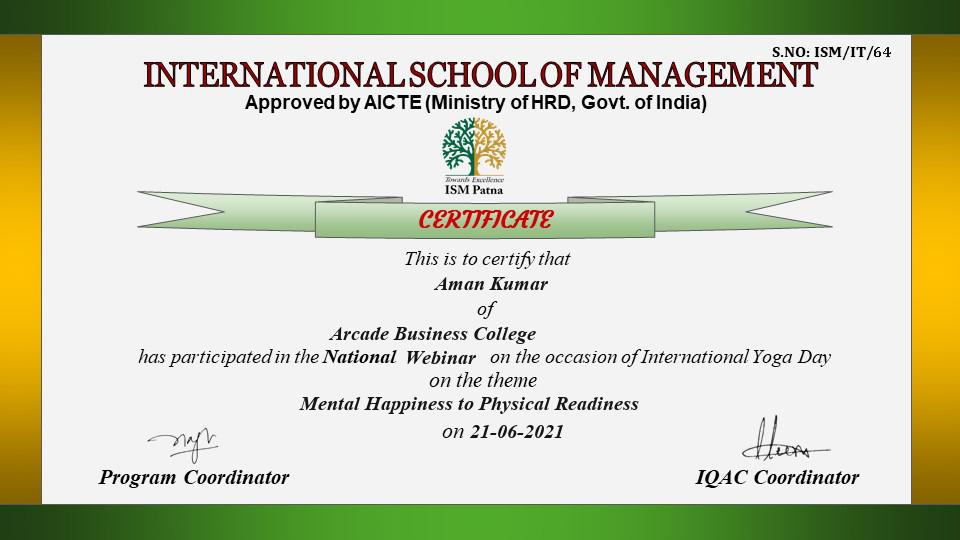 S.NO: ISM/IT/64
INTERNATIONAL SCHOOL OF MANAGEMENT
Approved by AICTE (Ministry of HRD, Govt. of India)
Towards Excellence
ISM Patna
CERTIFICATE
This is to certify that
Aman Kumar
of
Arcade Business College
has participated in the National Webinar on the occasion of International Yoga Day
on the theme
Mental Happiness to Physical Readiness
on 21-06-2021
Program Coordinator
IQAC Coordinator